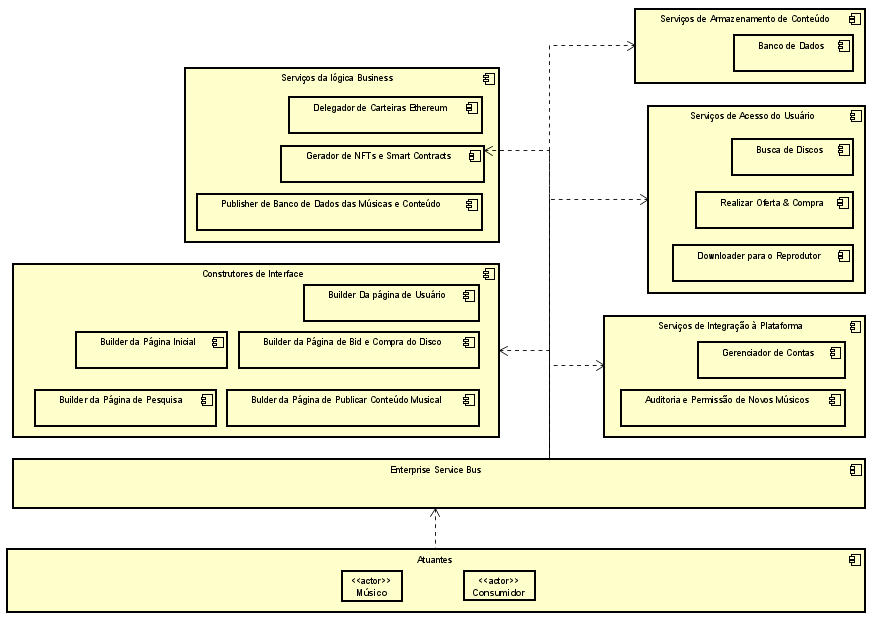 Serviços de Armazenamento de Conteúdo
Banco de Dados
Serviços da lógica Business
Delegador de Carteiras Ethereum
Gerador de NFTs e Smart Contracts
Publisher de Banco de Dados das Músicas e Conteúdo
Serviços de Acesso do Usuário
Busca de Discos
Realizar Oferta & Compra
Downloader para o Reprodutor
Construtores de Interface
Builder Da página de Usuário
Builder da Página Inicial
Builder da Página de Bid e Compra do Disco
Builder da Página de Pesquisa
Bulder da Página de Publicar Conteúdo Musical
Serviços de Integração à Plataforma
Gerenciador de Contas
Auditoria e Permissão de Novos Músicos
Enterprise Service Bus
Atuantes
<<actor>>
Músico
<<actor>>
Consumidor